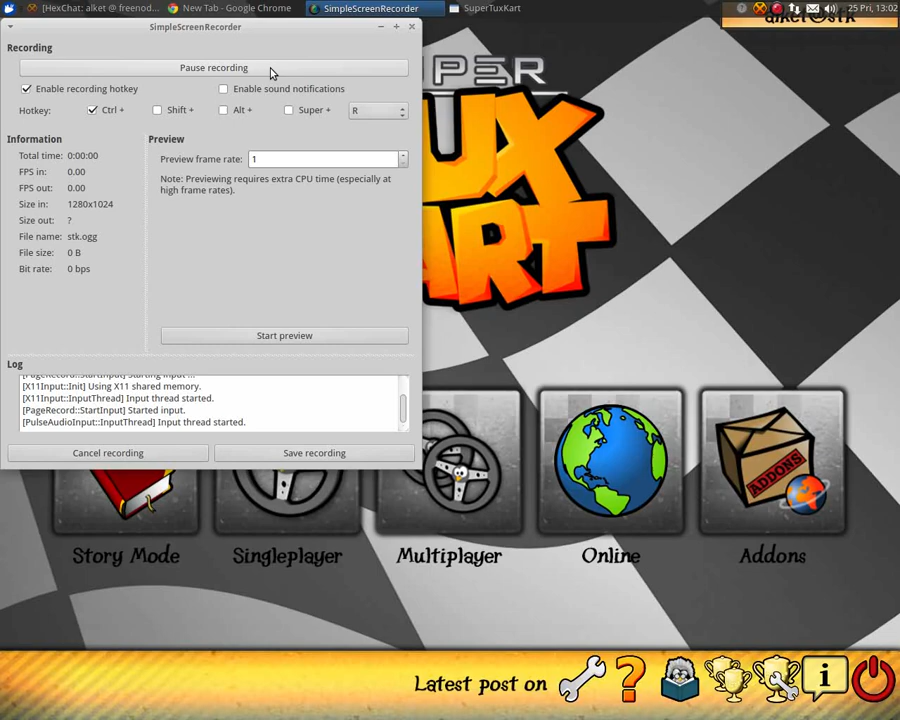 [HexChat: alket @ freenod...
New Tab - Google Chrome
SimpleScreenRecorder
SuperTuxKart
25 Pri, 13:02
SimpleScreenRecorder
alket@stk
Recording
Pause recording
Enable recording hotkey
Enable sound notifications
Hotkey:
Ctrl +
Shift +
Alt +
Super +
R
Information
Preview
Total time: 0:00:00
Preview frame rate: 1
FPS in: 0.00
FPS out: 0.00
Note: Previewing requires extra CPU time (especially at
high frame rates).
Size in: 1280x1024
Size out: ?
File name: stk.ogg
File size: 0 B
Bit rate: 0 bps
Start preview
Log
[PageRecord::StartInput] Starting input ...
[X11Input::Init] Using X11 shared memory.
[X11Input::InputThread] Input thread started.
[PageRecord::StartInput] Started input.
[PulseAudioInput::InputThread] Input thread started.
Cancel recording
Save recording
PER
UX
ART
ADDONS
Story Mode
Singleplayer
Multiplayer
Online
Addons
Latest post on